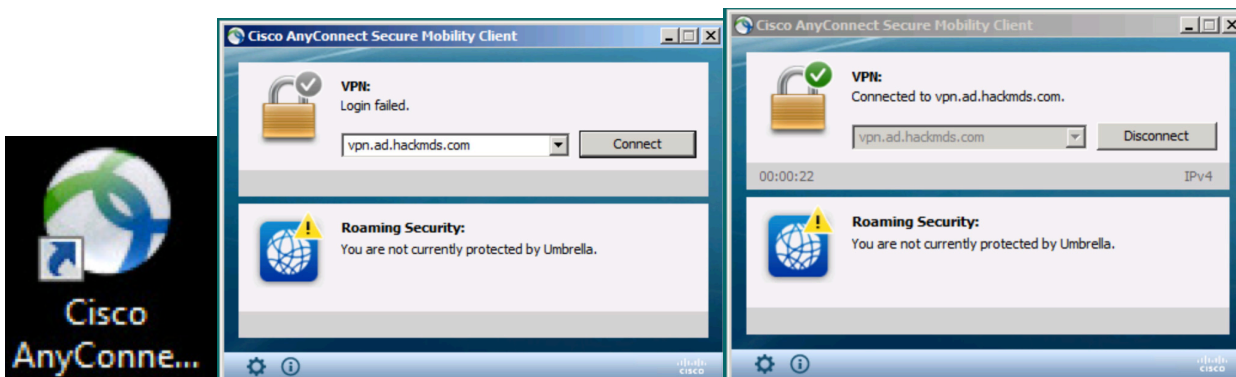 Cisco
AnyConne...
Cisco AnyConnect Secure Mobility Client
VPN:
Login failed.
vpn.ad.hackmds.com
Connect
Roaming Security:
You are not currently protected by Umbrella.
cisco
Cisco AnyConnect Secure Mobility Client
VPN:
Connected to vpn.ad.hackmds.com.
vpn.ad.hackmds.com
Disconnect
00:00:22
IPv4
Roaming Security:
You are not currently protected by Umbrella.
cisco